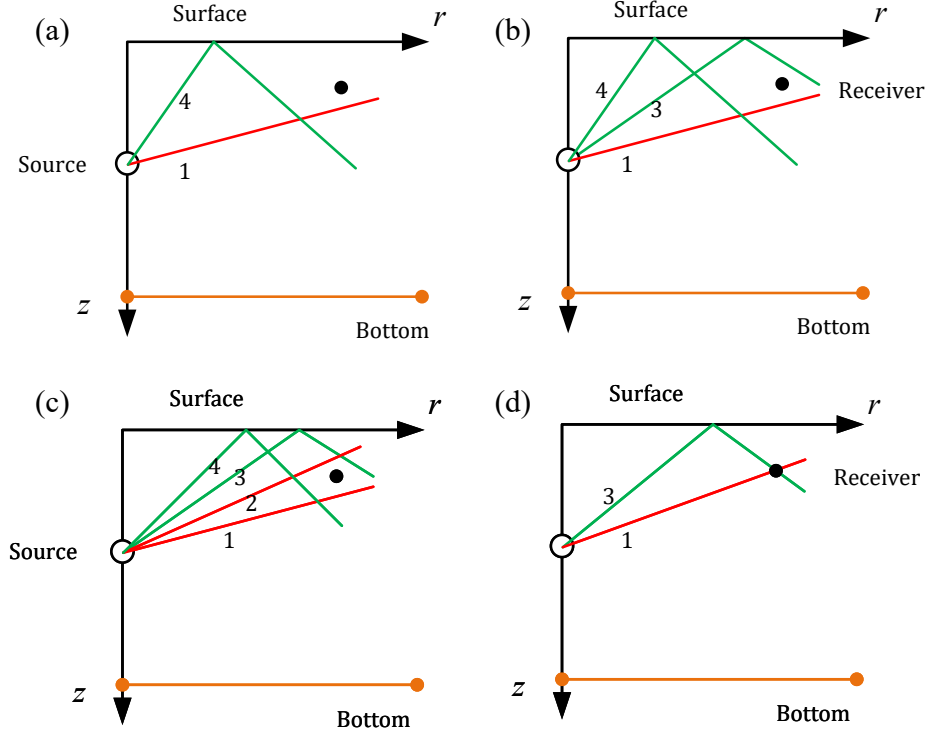 (a)
Surface
r
4
Source
1
z
Bottom
(b)
Surface
r
4
3
Receiver
1
z
Bottom
(c)
Surface
r
4
3
2
1
Source
z
Bottom
(d)
Surface
r
3
Receiver
1
z
Bottom